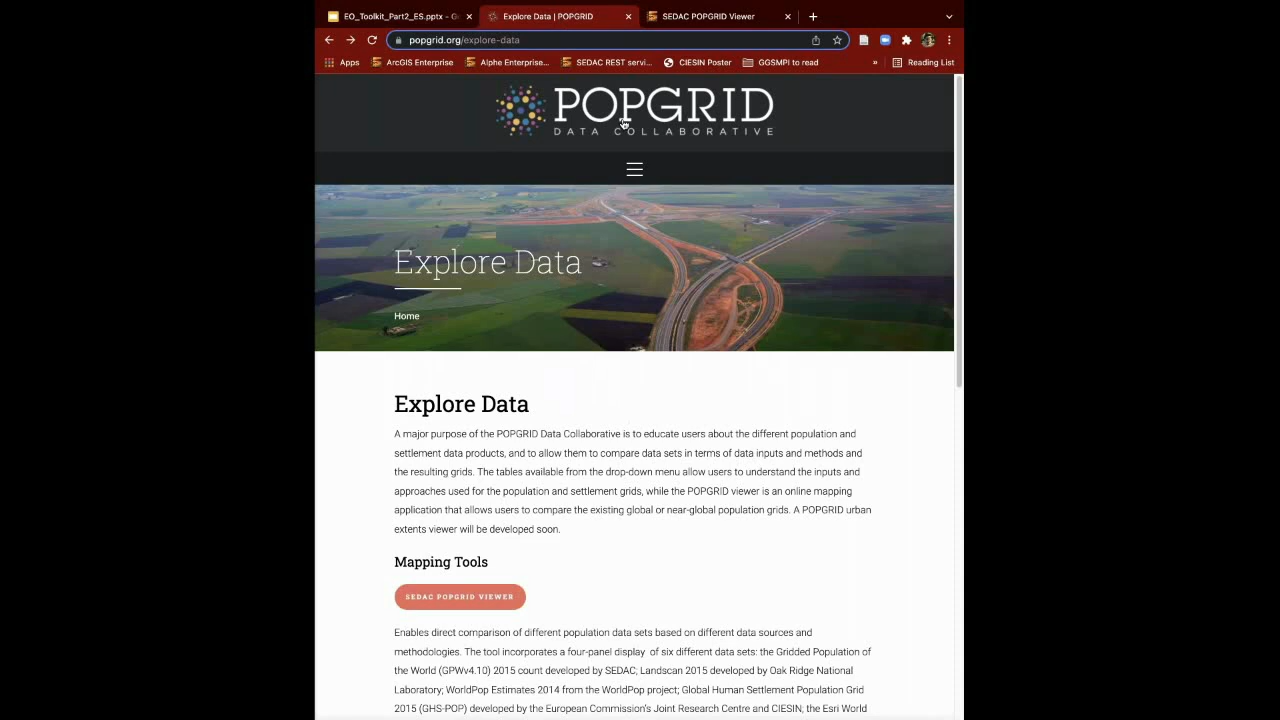 EO_Toolkit_Part2_ES.pptx - G
Explore Data | POPGRID
SEDAC POPGRID Viewer
popgrid.org/explore-data
Apps
ArcGIS Enterprise
Alphe Enterprise...
SEDAC REST servi...
CIESIN Poster
GGSMPI to read
»
Reading List
POPGRID
DATA COLLABORATIVE
Explore Data
Home
Explore Data
A major purpose of the POPGRID Data Collaborative is to educate users about the different population and
settlement data products, and to allow them to compare data sets in terms of data inputs and methods and
the resulting grids. The tables available from the drop-down menu allow users to understand the inputs and
approaches used for the population and settlement grids, while the POPGRID viewer is an online mapping
application that allows users to compare the existing global or near-global population grids. A POPGRID urban
extents viewer will be developed soon.
Mapping Tools
SEDAC POPGRID VIEWER
Enables direct comparison of different population data sets based on different data sources and
methodologies. The tool incorporates a four-panel display of six different data sets: the Gridded Population of
the World (GPWv4.10) 2015 count developed by SEDAC; Landscan 2015 developed by Oak Ridge National
Laboratory; WorldPop Estimates 2014 from the WorldPop project; Global Human Settlement Population Grid
2015 (GHS-POP) developed by the European Commission's Joint Research Centre and CIESIN; the Esri World